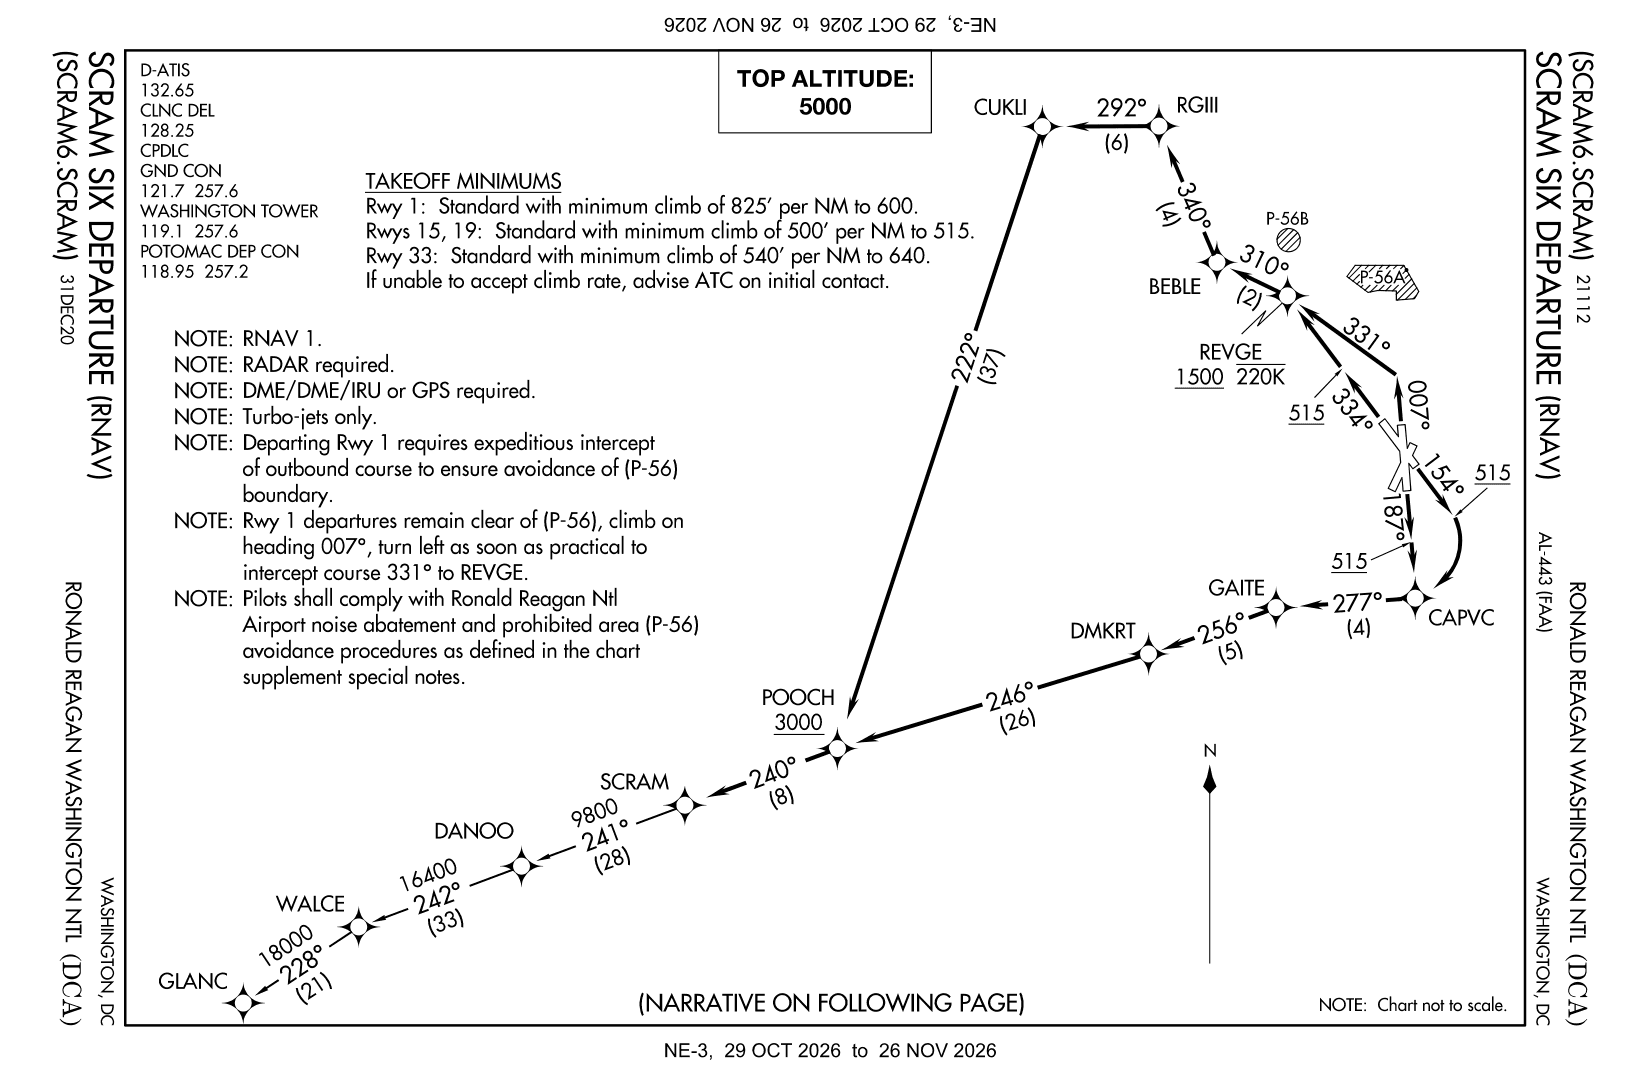 NE-3, 29 OCT 2026 to 26 NOV 2026
SCRAM SIX DEPARTURE (RNAV)
(SCRAM6.SCRAM) 31DEC20
RONALD REAGAN WASHINGTON NTL (DCA)
WASHINGTON, DC
D-ATIS
132.65
CLNC DEL
128.25
CPDLC
GND CON
121.7 257.6
WASHINGTON TOWER
119.1 257.6
POTOMAC DEP CON
118.95 257.2
TOP ALTITUDE:
5000
TAKEOFF MINIMUMS
Rwy 1: Standard with minimum climb of 825' per NM to 600.
Rwys 15, 19: Standard with minimum climb of 500' per NM to 515.
Rwy 33: Standard with minimum climb of 540' per NM to 640.
If unable to accept climb rate, advise ATC on initial contact.
NOTE: RNAV 1.
NOTE: RADAR required.
NOTE: DME/DME/IRU or GPS required.
NOTE: Turbo-jets only.
NOTE: Departing Rwy 1 requires expeditious intercept
of outbound course to ensure avoidance of (P-56)
boundary.
NOTE: Rwy 1 departures remain clear of (P-56), climb on
heading 007°, turn left as soon as practical to
intercept course 331° to REVGE.
NOTE: Pilots shall comply with Ronald Reagan Ntl
Airport noise abatement and prohibited area (P-56)
avoidance procedures as defined in the chart
supplement special notes.
CUKLI
292°
(6)
RGIII
340°
(4)
P-56B
P-56A
BEBLE
310°
(2)
REVGE
1500 220K
331°
007°
515
334°
222°
(37)
154°
515
187°
515
CAPVC
277°
(4)
GAITE
256°
(5)
DMKRT
246°
(26)
POOCH
3000
240°
(8)
SCRAM
9800
241°
(28)
DANOO
16400
242°
(33)
WALCE
18000
228°
(21)
GLANC
N
(NARRATIVE ON FOLLOWING PAGE)
NOTE: Chart not to scale.
(SCRAM6.SCRAM) 21112
SCRAM SIX DEPARTURE (RNAV)
AL-443 (FAA)
RONALD REAGAN WASHINGTON NTL (DCA)
WASHINGTON, DC
NE-3, 29 OCT 2026 to 26 NOV 2026